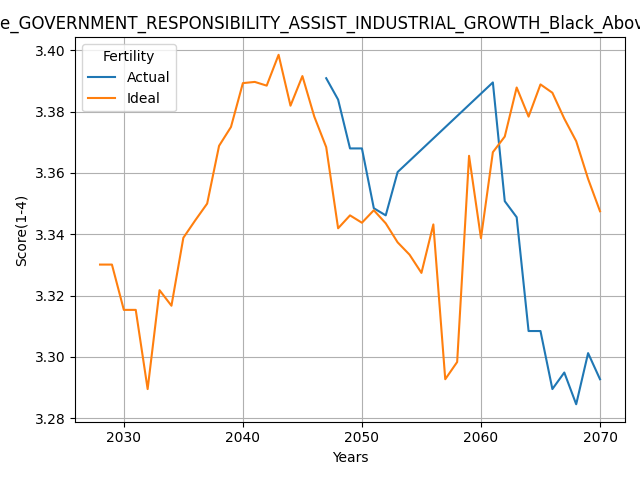 e_GOVERNMENT_RESPONSIBILITY_ASSIST_INDUSTRIAL_GROWTH_Black_Abov
Fertility
Actual
Ideal
3.40
3.38
3.36
3.34
3.32
3.30
3.28
Score(1-4)
2030 2040 2050 2060 2070
Years